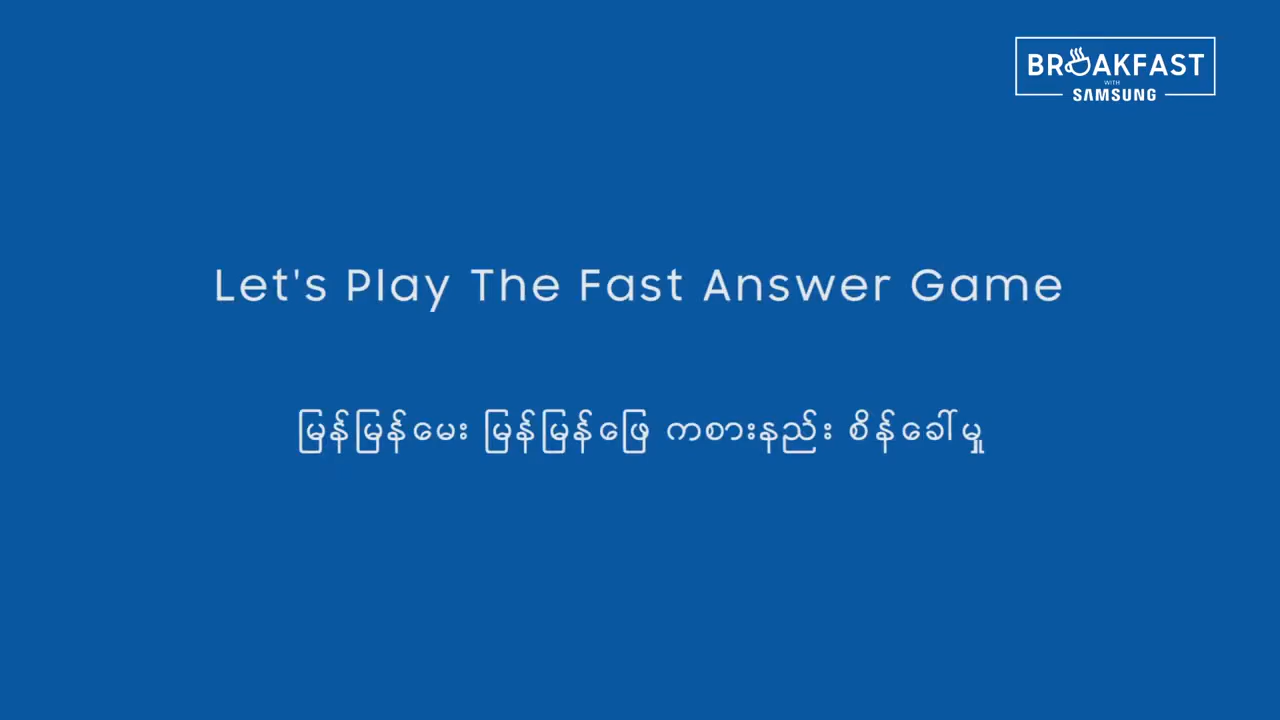 BREAKFAST
WITH
SAMSUNG
Let's Play The Fast Answer Game
မြန်မြန်မေး မြန်မြန်ဖြေ ကစားနည်း စိန်ခေါ်မှု